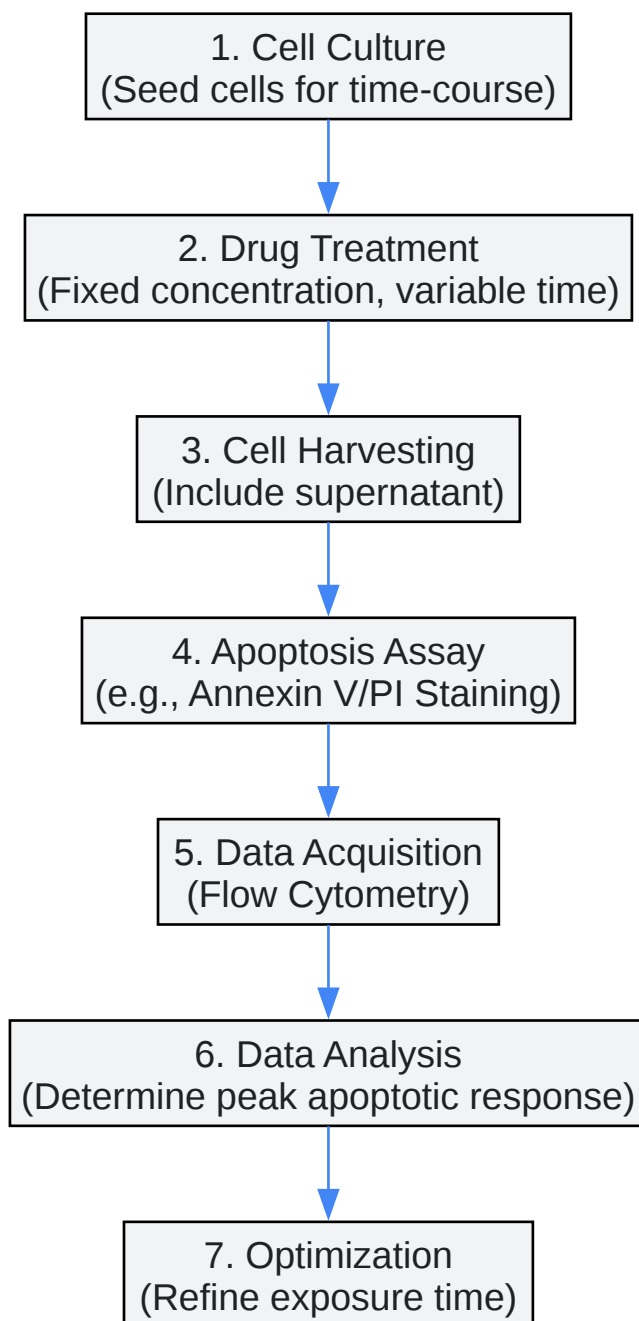 1. Cell Culture
(Seed cells for time-course)
2. Drug Treatment
(Fixed concentration, variable time)
3. Cell Harvesting
(Include supernatant)
4. Apoptosis Assay
(e.g., Annexin V/PI Staining)
5. Data Acquisition
(Flow Cytometry)
6. Data Analysis
(Determine peak apoptotic response)
7. Optimization
(Refine exposure time)